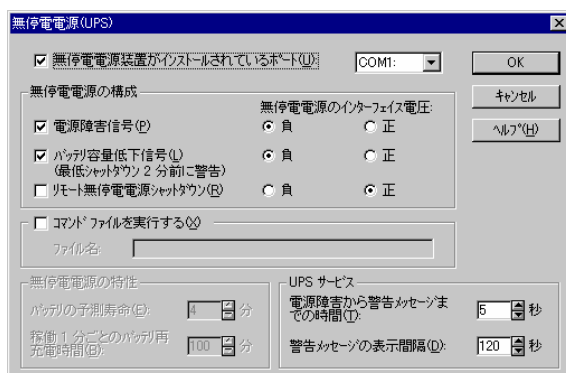 無停電電源(UPS)
無停電電源装置がインストールされているポート(U): COM1: OK
無停電電源の構成 キャンセル
無停電電源のインターフェイス電圧: ヘルプ(H)
電源障害信号(P) 負 正
バッテリ容量低下信号(L) 負 正
(最低シャットダウン 2 分前に警告)
リモート無停電電源シャットダウン(R) 負 正
コマンド ファイルを実行する(X)
ファイル名:
無停電電源の特性 UPS サービス
バッテリの予測寿命(E): 4 分
電源障害から警告メッセージま
での時間(T): 5 秒
稼働 1 分ごとのバッテリ再
充電時間(B): 100 分
警告メッセージの表示間隔(D): 120 秒